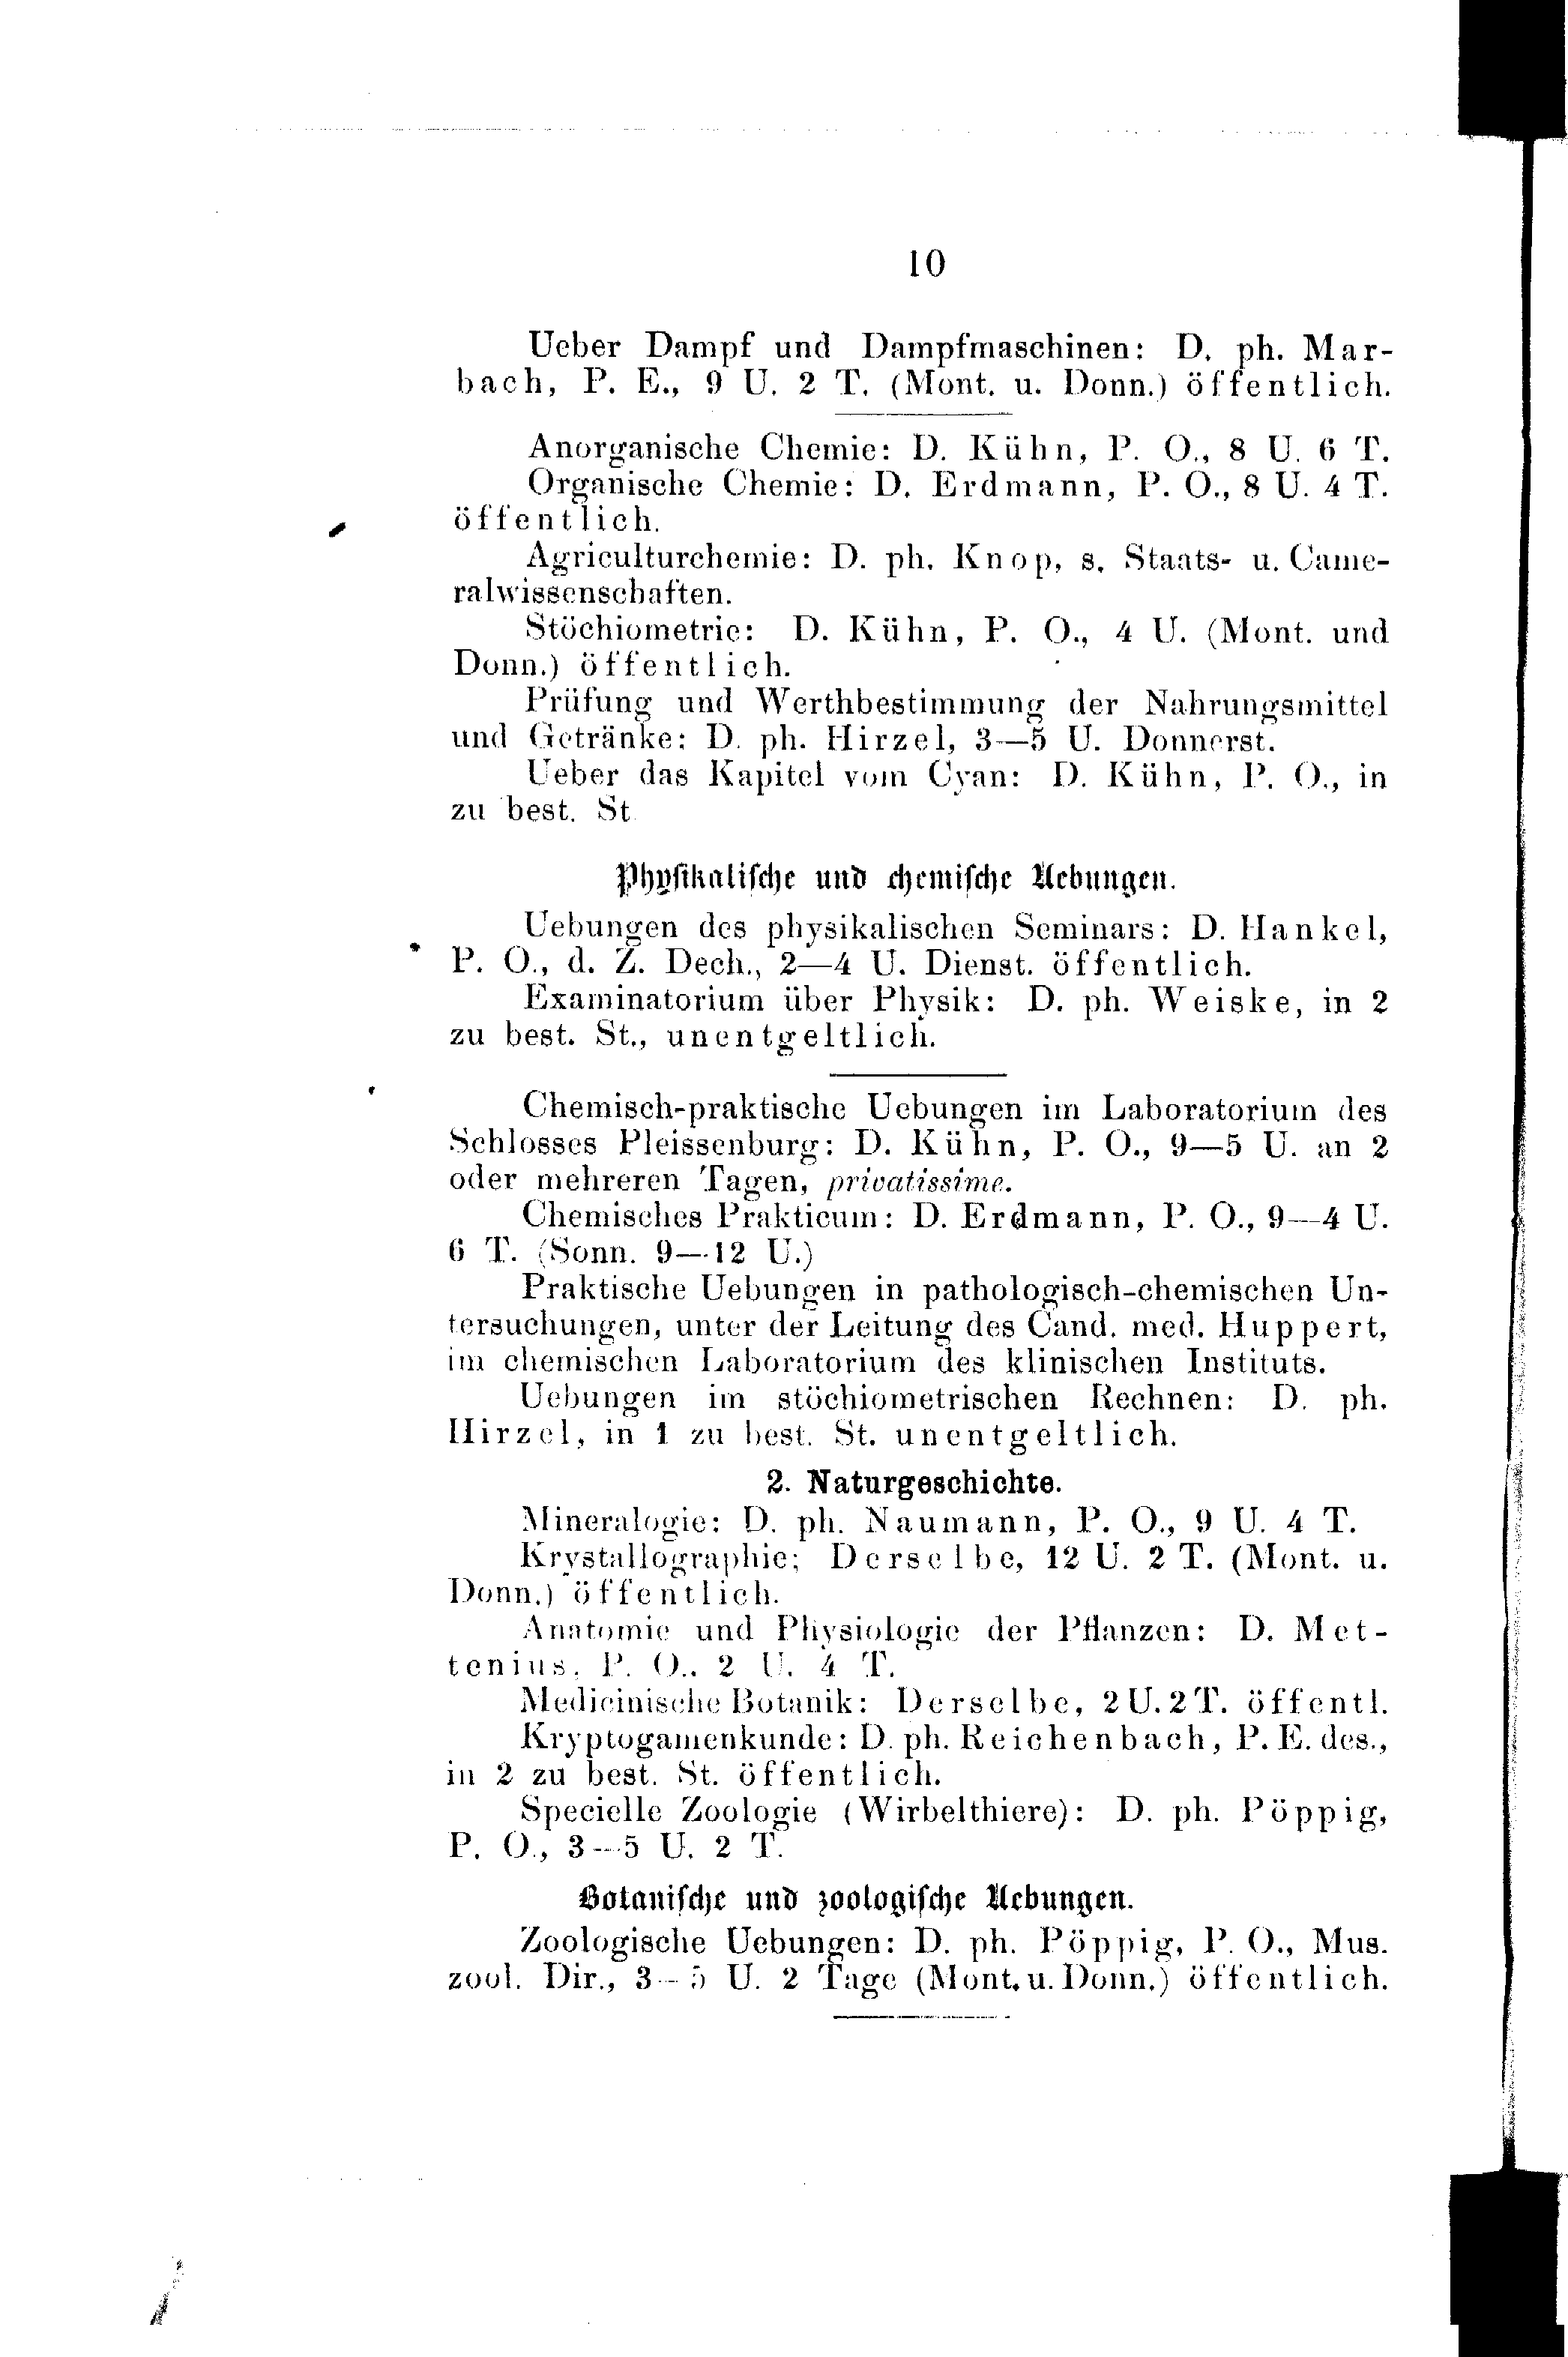 10
Ueber Dampf und Dampfmaschinen: D. ph. Mar-
bach, P. E., 9 U. 2 T. (Mont. u. Donn.) öffentlich.
Anorganische Chemie: D. Kühn, P. O., 8 U. 6 T.
Organische Chemie: D. Erdmann, P. O., 8 U. 4 T.
öffentlich.
Agriculturchemie: D. ph. Knop, s. Staats- u. Came-
ralwissenschaften.
Stöchiometrie: D. Kühn, P. O., 4 U. (Mont. und
Donn.) öffentlich.
Prüfung und Werthbestimmung der Nahrungsmittel
und Getränke: D. ph. Hirzel, 3—5 U. Donnerst.
Ueber das Kapitel vom Cyan: D. Kühn, P. O., in
zu best. St
Physikalische und chemische Uebungen.
Uebungen des physikalischen Seminars: D. Hankel,
P. O., d. Z. Dech., 2—4 U. Dienst. öffentlich.
Examinatorium über Physik: D. ph. Weiske, in 2
zu best. St., unentgeltlich.
Chemisch-praktische Uebungen im Laboratorium des
Schlosses Pleissenburg: D. Kühn, P. O., 9—5 U. an 2
oder mehreren Tagen, privatissime.
Chemisches Prakticum: D. Erdmann, P. O., 9—4 U.
6 T. (Sonn. 9—12 U.)
Praktische Uebungen in pathologisch-chemischen Un-
tersuchungen, unter der Leitung des Cand. med. Huppert,
im chemischen Laboratorium des klinischen Instituts.
Uebungen im stöchiometrischen Rechnen: D. ph.
Hirzel, in 1 zu best. St. unentgeltlich.
2. Naturgeschichte.
Mineralogie: D. ph. Naumann, P. O., 9 U. 4 T.
Krystallographie; Derselbe, 12 U. 2 T. (Mont. u.
Donn.) öffentlich.
Anatomie und Physiologie der Pflanzen: D. Met-
tenius, P. O., 2 U. 4 T.
Medicinische Botanik: Derselbe, 2 U. 2 T. öffentl.
Kryptogamenkunde: D. ph. Reichenbach, P. E. des.,
in 2 zu best. St. öffentlich.
Specielle Zoologie (Wirbelthiere): D. ph. Pöppig,
P. O., 3—5 U. 2 T.
Botanische und zoologische Uebungen.
Zoologische Uebungen: D. ph. Pöppig, P. O., Mus.
zool. Dir., 3—5 U. 2 Tage (Mont. u. Donn.) öffentlich.